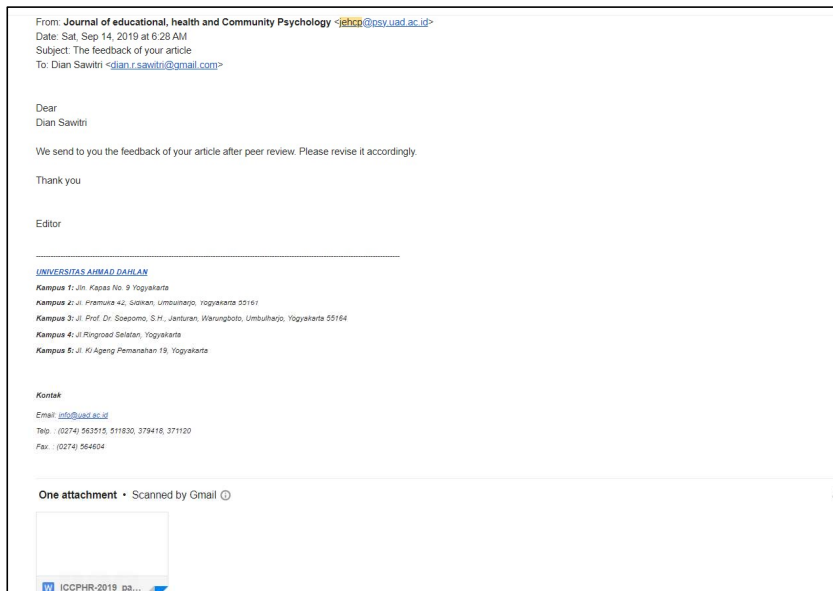 From: Journal of educational, health and Community Psychology <jehcp@psy.uad.ac.id>
Date: Sat, Sep 14, 2019 at 6:28 AM
Subject: The feedback of your article
To: Dian Sawitri <dian.r.sawitri@gmail.com>
Dear
Dian Sawitri
We send to you the feedback of your article after peer review. Please revise it accordingly.
Thank you
Editor
UNIVERSITAS AHMAD DAHLAN
Kampus 1: Jln. Kapas No. 9 Yogyakarta
Kampus 2: Jl. Pramuka 42, Sidikan, Umbulharjo, Yogyakarta 55161
Kampus 3: Jl. Prof. Dr. Soepomo, S.H., Janturan, Warungboto, Umbulharjo, Yogyakarta 55164
Kampus 4: Jl.Ringroad Selatan, Yogyakarta
Kampus 5: Jl. Ki Ageng Pemanahan 19, Yogyakarta
Kontak
Email: info@uad.ac.id
Telp. : (0274) 563515, 511830, 379418, 371120
Fax. : (0274) 564604
One attachment • Scanned by Gmail
W ICCPHR-2019_pa...